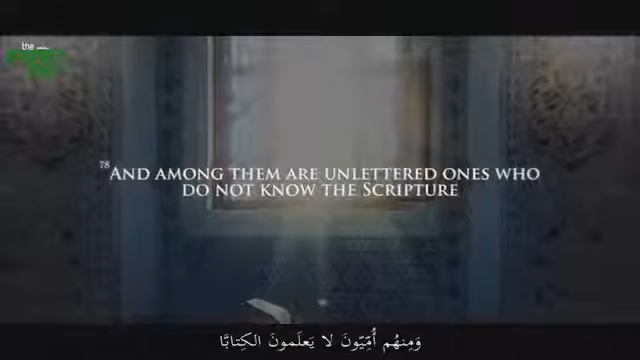 the
78 AND AMONG THEM ARE UNLETTERED ONES WHO
DO NOT KNOW THE SCRIPTURE
وَمِنهُم أُمِّيّونَ لا يَعلَمونَ الكِتابًا